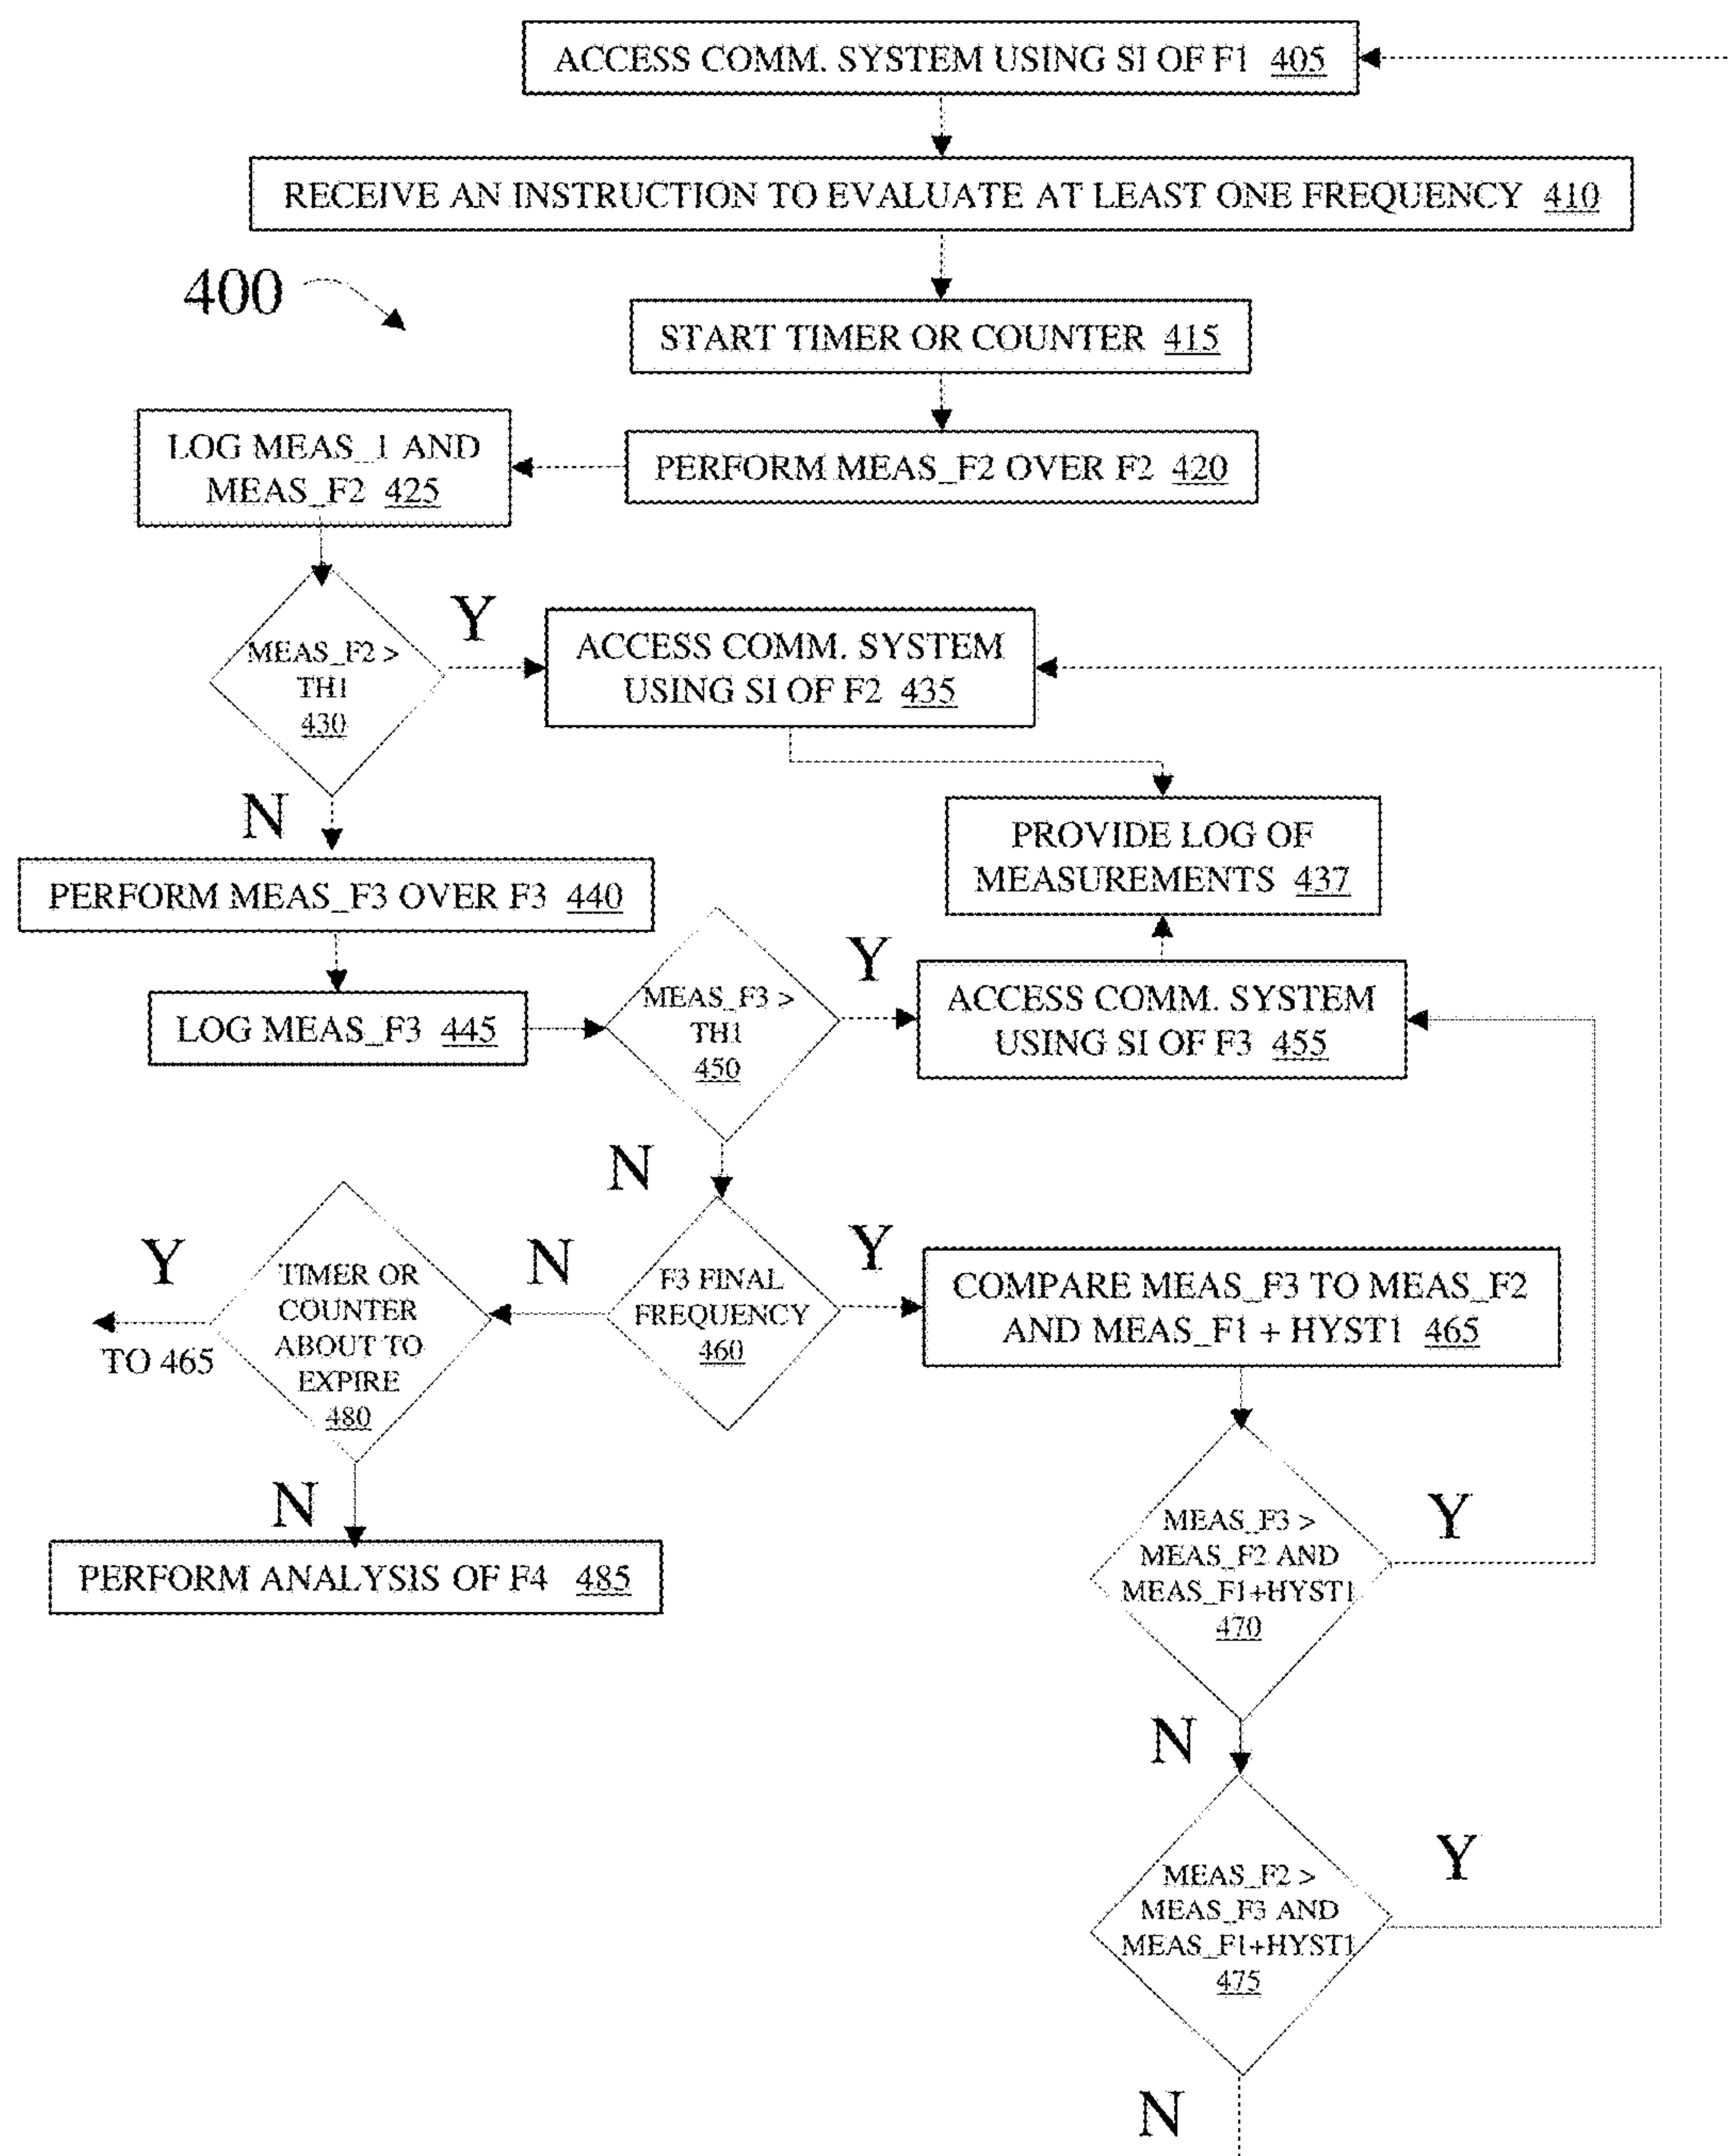 ACCESS COMM. SYSTEM USING SI OF F1 405
RECEIVE AN INSTRUCTION TO EVALUATE AT LEAST ONE FREQUENCY 410
400
START TIMER OR COUNTER 415
PERFORM MEAS_F2 OVER F2 420
LOG MEAS_1 AND
MEAS_F2 425
MEAS_F2 >
TH1
430
Y
ACCESS COMM. SYSTEM
USING SI OF F2 435
N
PROVIDE LOG OF
MEASUREMENTS 437
PERFORM MEAS_F3 OVER F3 440
LOG MEAS_F3 445
MEAS_F3 >
TH1
450
Y
ACCESS COMM. SYSTEM
USING SI OF F3 455
N
F3 FINAL
FREQUENCY
460
Y
COMPARE MEAS_F3 TO MEAS_F2
AND MEAS_F1 + HYST1 465
N
TIMER OR
COUNTER
ABOUT TO
EXPIRE
480
Y
TO 465
N
PERFORM ANALYSIS OF F4 485
MEAS_F3 >
MEAS_F2 AND
MEAS_F1+HYST1
470
Y
N
MEAS_F2 >
MEAS_F3 AND
MEAS_F1+HYST1
475
Y
N